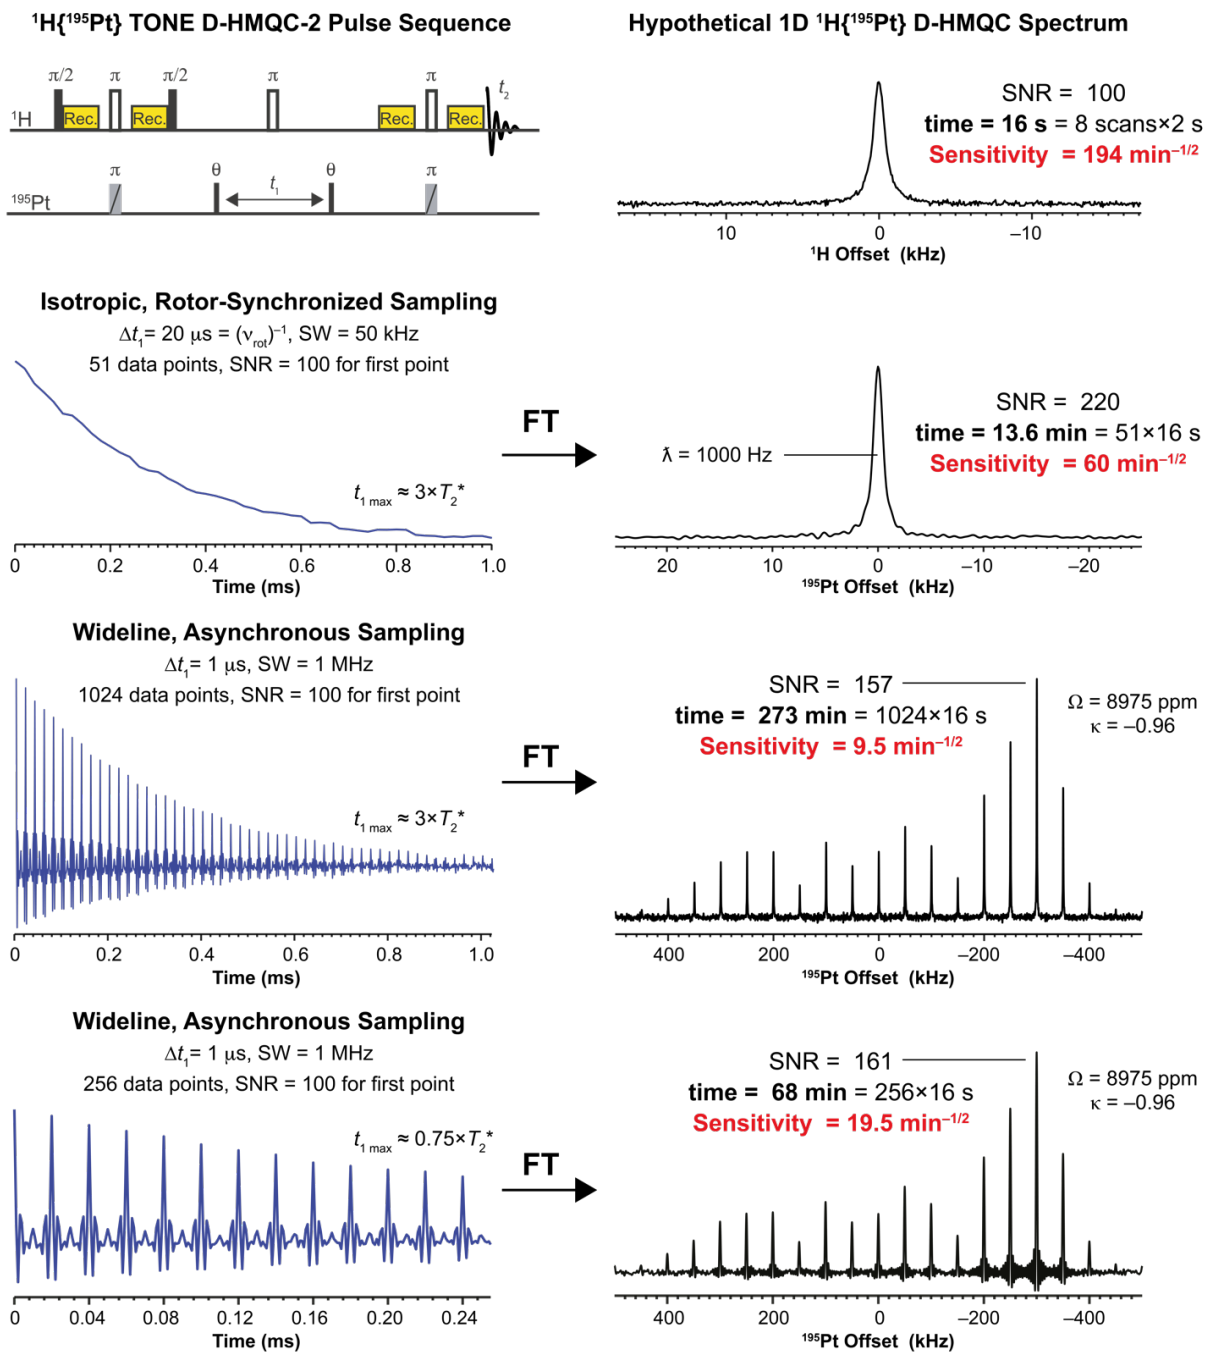 ¹H{¹⁹⁵Pt} TONE D-HMQC-2 Pulse Sequence
π/2 π π/2 π π t₂
¹H Rec. Rec. Rec. Rec.
π θ t₁ θ π
¹⁹⁵Pt
Hypothetical 1D ¹H{¹⁹⁵Pt} D-HMQC Spectrum
SNR = 100
time = 16 s = 8 scans×2 s
Sensitivity = 194 min⁻¹/²
10 0 –10
¹H Offset (kHz)
Isotropic, Rotor-Synchronized Sampling
Δt₁= 20 μs = (νrot)⁻¹, SW = 50 kHz
51 data points, SNR = 100 for first point
t1 max ≈ 3×T₂*
0 0.2 0.4 0.6 0.8 1.0
Time (ms)
FT
SNR = 220
time = 13.6 min = 51×16 s
Sensitivity = 60 min⁻¹/²
ƛ = 1000 Hz
20 10 0 –10 –20
¹⁹⁵Pt Offset (kHz)
Wideline, Asynchronous Sampling
Δt₁= 1 μs, SW = 1 MHz
1024 data points, SNR = 100 for first point
t1 max ≈ 3×T₂*
0 0.2 0.4 0.6 0.8 1.0
Time (ms)
FT
SNR = 157
time = 273 min = 1024×16 s
Sensitivity = 9.5 min⁻¹/²
Ω = 8975 ppm
κ = –0.96
400 200 0 –200 –400
¹⁹⁵Pt Offset (kHz)
Wideline, Asynchronous Sampling
Δt₁= 1 μs, SW = 1 MHz
256 data points, SNR = 100 for first point
t1 max ≈ 0.75×T₂*
0 0.04 0.08 0.12 0.16 0.20 0.24
Time (ms)
FT
SNR = 161
time = 68 min = 256×16 s
Sensitivity = 19.5 min⁻¹/²
Ω = 8975 ppm
κ = –0.96
400 200 0 –200 –400
¹⁹⁵Pt Offset (kHz)